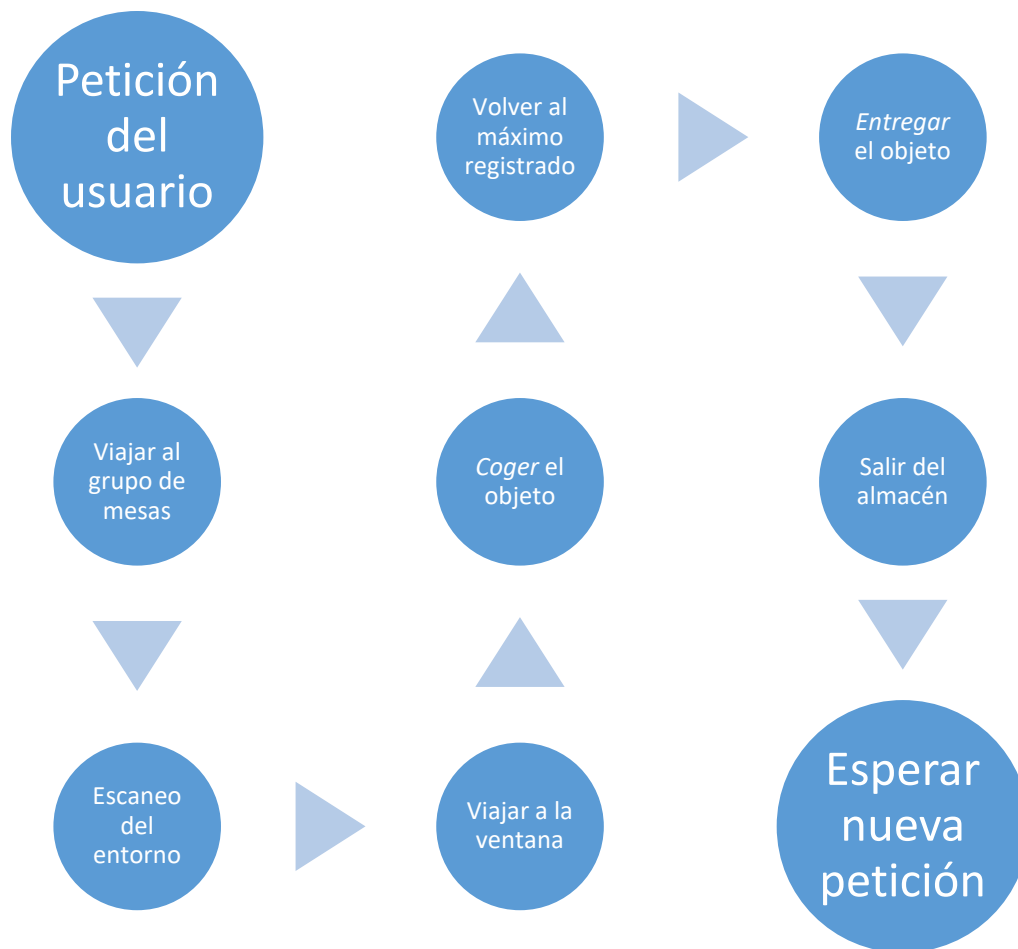 Petición
del
usuario
Viajar al
grupo de
mesas
Escaneo
del
entorno
Viajar a la
ventana
Coger el
objeto
Volver al
máximo
registrado
Entregar
el objeto
Salir del
almacén
Esperar
nueva
petición